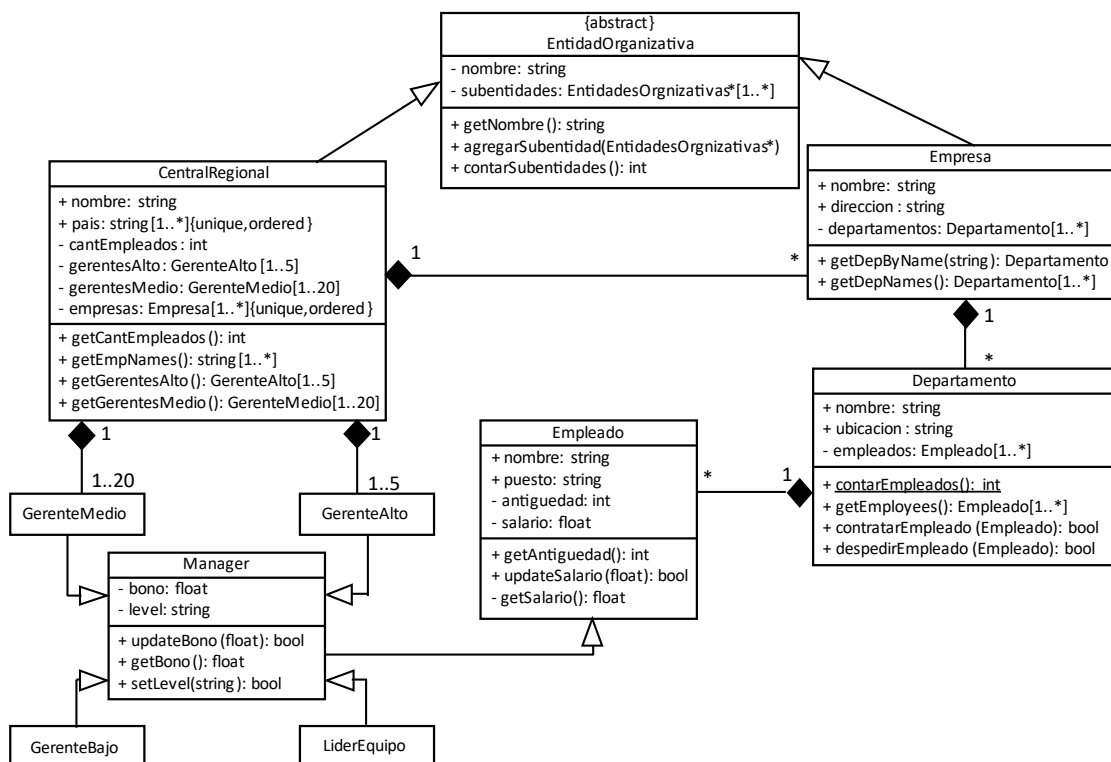 {abstract}
EntidadOrganizativa
- nombre: string
- subentidades: EntidadesOrgnizativas*[1..*]
+ getNombre(): string
+ agregarSubentidad(EntidadesOrgnizativas*)
+ contarSubentidades(): int
CentralRegional
+ nombre: string
+ pais: string[1..*]{unique,ordered}
- cantEmpleados: int
- gerentesAlto: GerenteAlto[1..5]
- gerentesMedio: GerenteMedio[1..20]
- empresas: Empresa[1..*]{unique,ordered}
+ getCantEmpleados(): int
+ getEmpNames(): string[1..*]
+ getGerentesAlto(): GerenteAlto[1..5]
+ getGerentesMedio(): GerenteMedio[1..20]
1
*
Empresa
+ nombre: string
+ direccion: string
- departamentos: Departamento[1..*]
+ getDepByName(string): Departamento
+ getDepNames(): Departamento[1..*]
1
*
Departamento
+ nombre: string
+ ubicacion: string
- empleados: Empleado[1..*]
+ contarEmpleados(): int
+ getEmployees(): Empleado[1..*]
+ contratarEmpleado(Empleado): bool
+ despedirEmpleado(Empleado): bool
1
*
Empleado
+ nombre: string
+ puesto: string
- antiguedad: int
- salario: float
+ getAntiguedad(): int
+ updateSalario(float): bool
- getSalario(): float
1
1..20
1
1..5
GerenteMedio
GerenteAlto
Manager
- bono: float
- level: string
+ updateBono(float): bool
+ getBono(): float
+ setLevel(string): bool
GerenteBajo
LiderEquipo